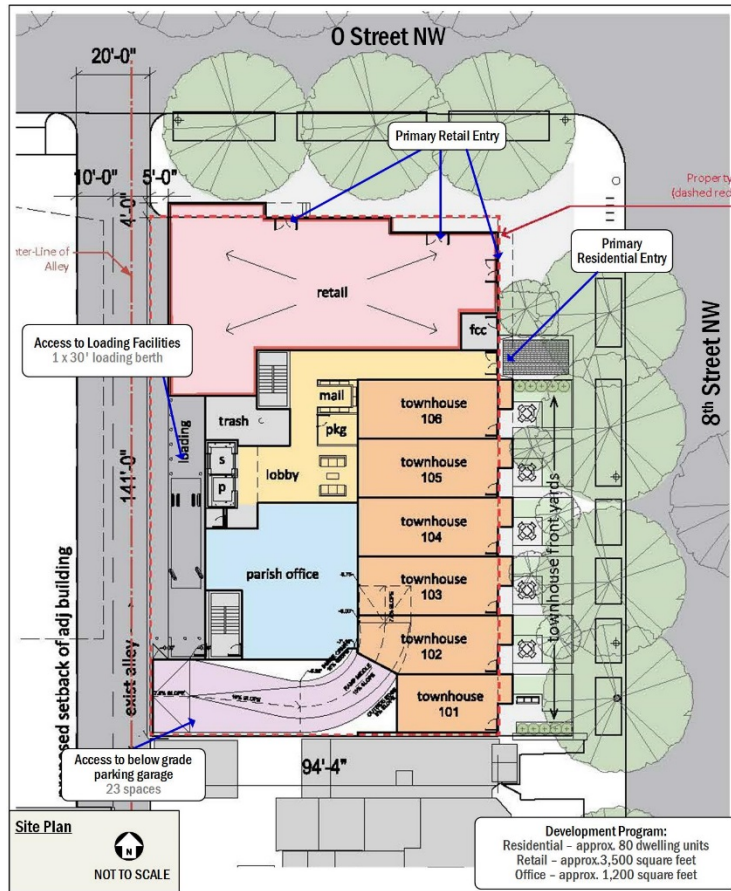 O Street NW
20'-0"
Primary Retail Entry
10'-0"
5'-0"
4'-0"
Property
(dashed red
nter-Line of
Alley
Primary
Residential Entry
retail
fcc
Access to Loading Facilities
1 x 30' loading berth
8th Street NW
mail
trash
pkg
townhouse
106
loading
s
p
lobby
townhouse
105
141'-0"
townhouse
104
parish office
townhouse
103
townhouse front yards
townhouse
102
exist alley
setback of adj building
townhouse
101
Access to below grade
parking garage
23 spaces
94'-4"
Site Plan
N
NOT TO SCALE
Development Program:
Residential – approx. 80 dwelling units
Retail – approx.3,500 square feet
Office – approx. 1,200 square feet